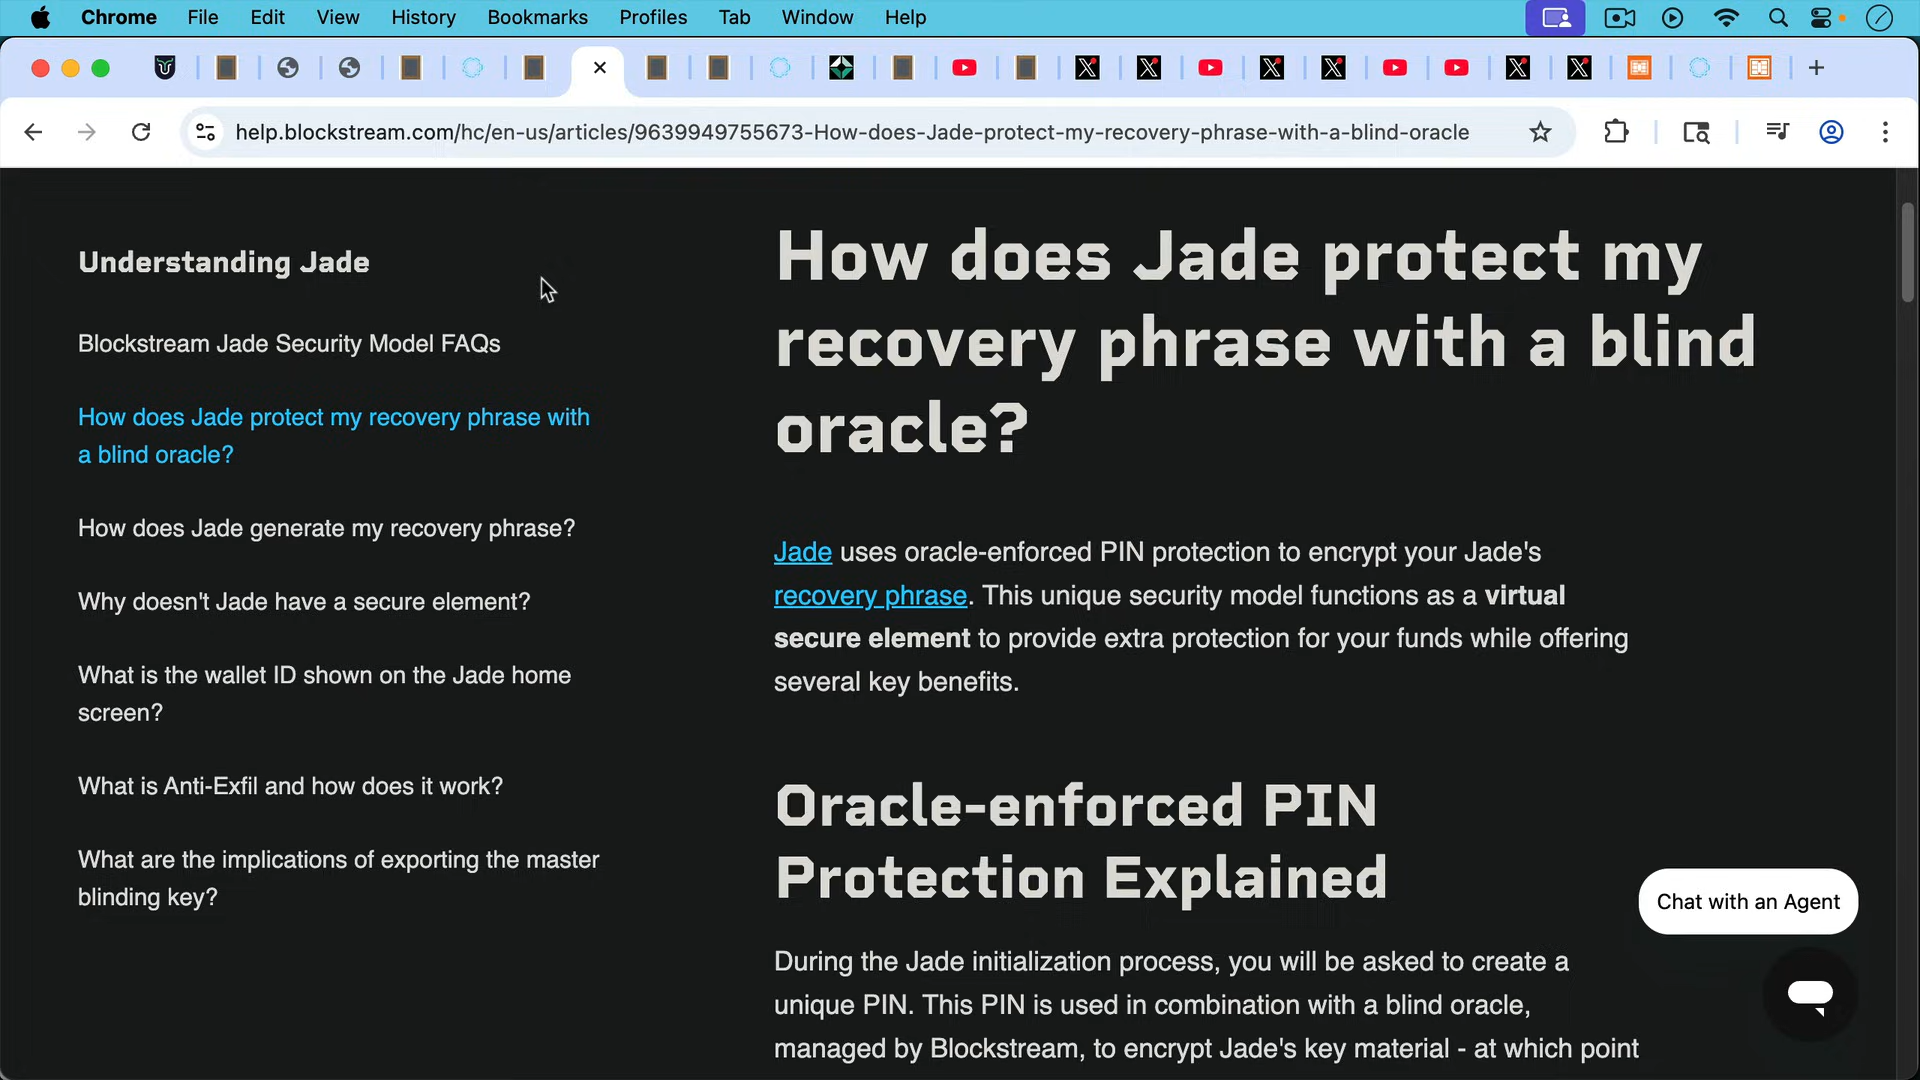 Chrome File Edit View History Bookmarks Profiles Tab Window Help
help.blockstream.com/hc/en-us/articles/9639949755673-How-does-Jade-protect-my-recovery-phrase-with-a-blind-oracle
Understanding Jade
Blockstream Jade Security Model FAQs
How does Jade protect my recovery phrase with
a blind oracle?
How does Jade generate my recovery phrase?
Why doesn't Jade have a secure element?
What is the wallet ID shown on the Jade home
screen?
What is Anti-Exfil and how does it work?
What are the implications of exporting the master
blinding key?
How does Jade protect my
recovery phrase with a blind
oracle?
Jade uses oracle-enforced PIN protection to encrypt your Jade's
recovery phrase. This unique security model functions as a virtual
secure element to provide extra protection for your funds while offering
several key benefits.
Oracle-enforced PIN
Protection Explained
During the Jade initialization process, you will be asked to create a
unique PIN. This PIN is used in combination with a blind oracle,
managed by Blockstream, to encrypt Jade's key material - at which point
Chat with an Agent